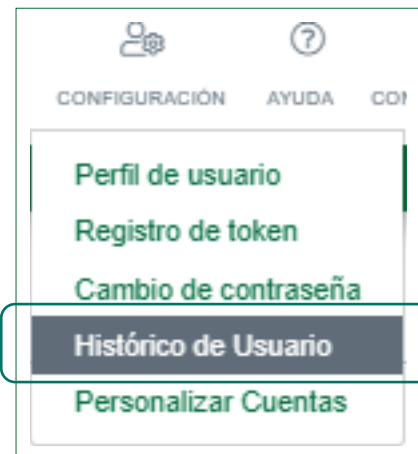 CONFIGURACIÓN AYUDA
Perfil de usuario
Registro de token
Cambio de contraseña
Histórico de Usuario
Personalizar Cuentas